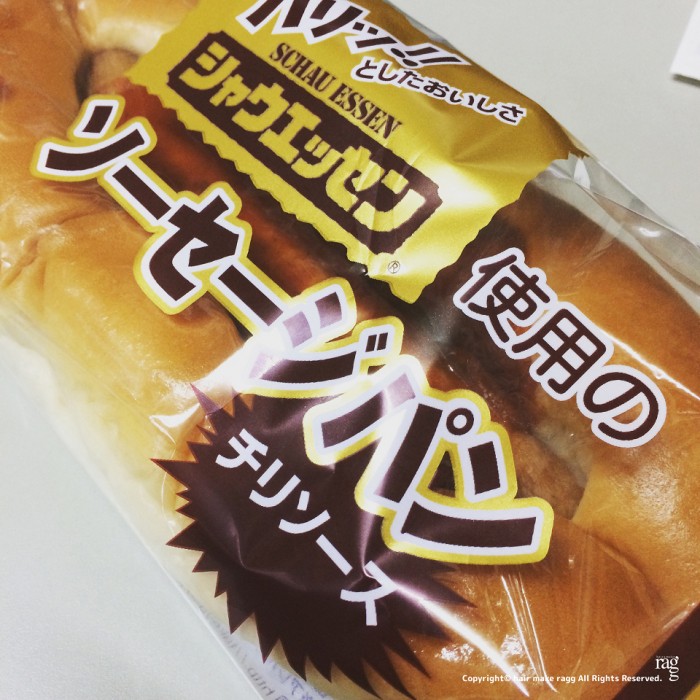 パリッ!!
としたおいしさ
SCHAU ESSEN
シャウエッセン
®
使用の
ソーセージパン
チリソース
rag
Copyright© hair make ragg All Rights Reserved.